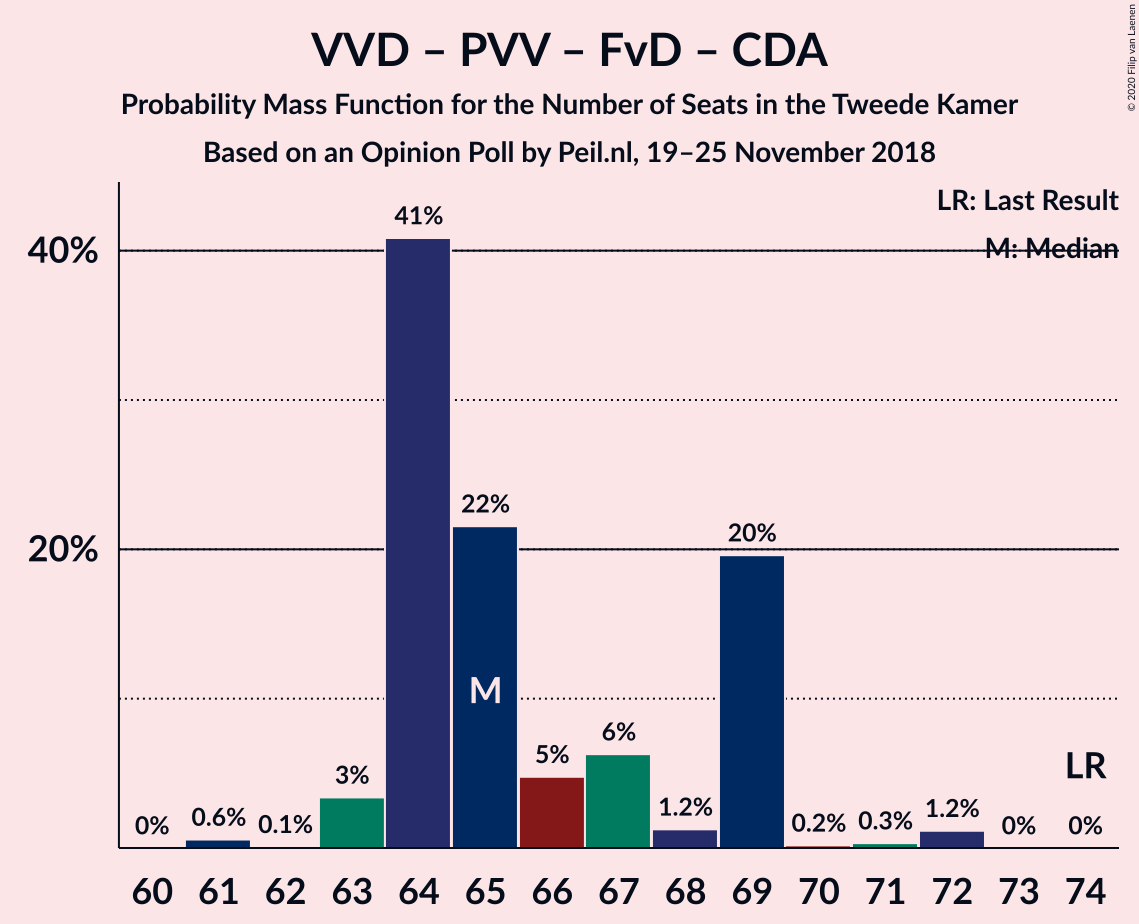 VVD – PVV – FvD – CDA
Probability Mass Function for the Number of Seats in the Tweede Kamer
Based on an Opinion Poll by Peil.nl, 19–25 November 2018
© 2020 Filip van Laenen
LR: Last Result
M: Median
40%
20%
0%
0.6%
0.1%
3%
41%
22%
5%
6%
1.2%
20%
0.2%
0.3%
1.2%
0%
0%
M
LR
60 61 62 63 64 65 66 67 68 69 70 71 72 73 74